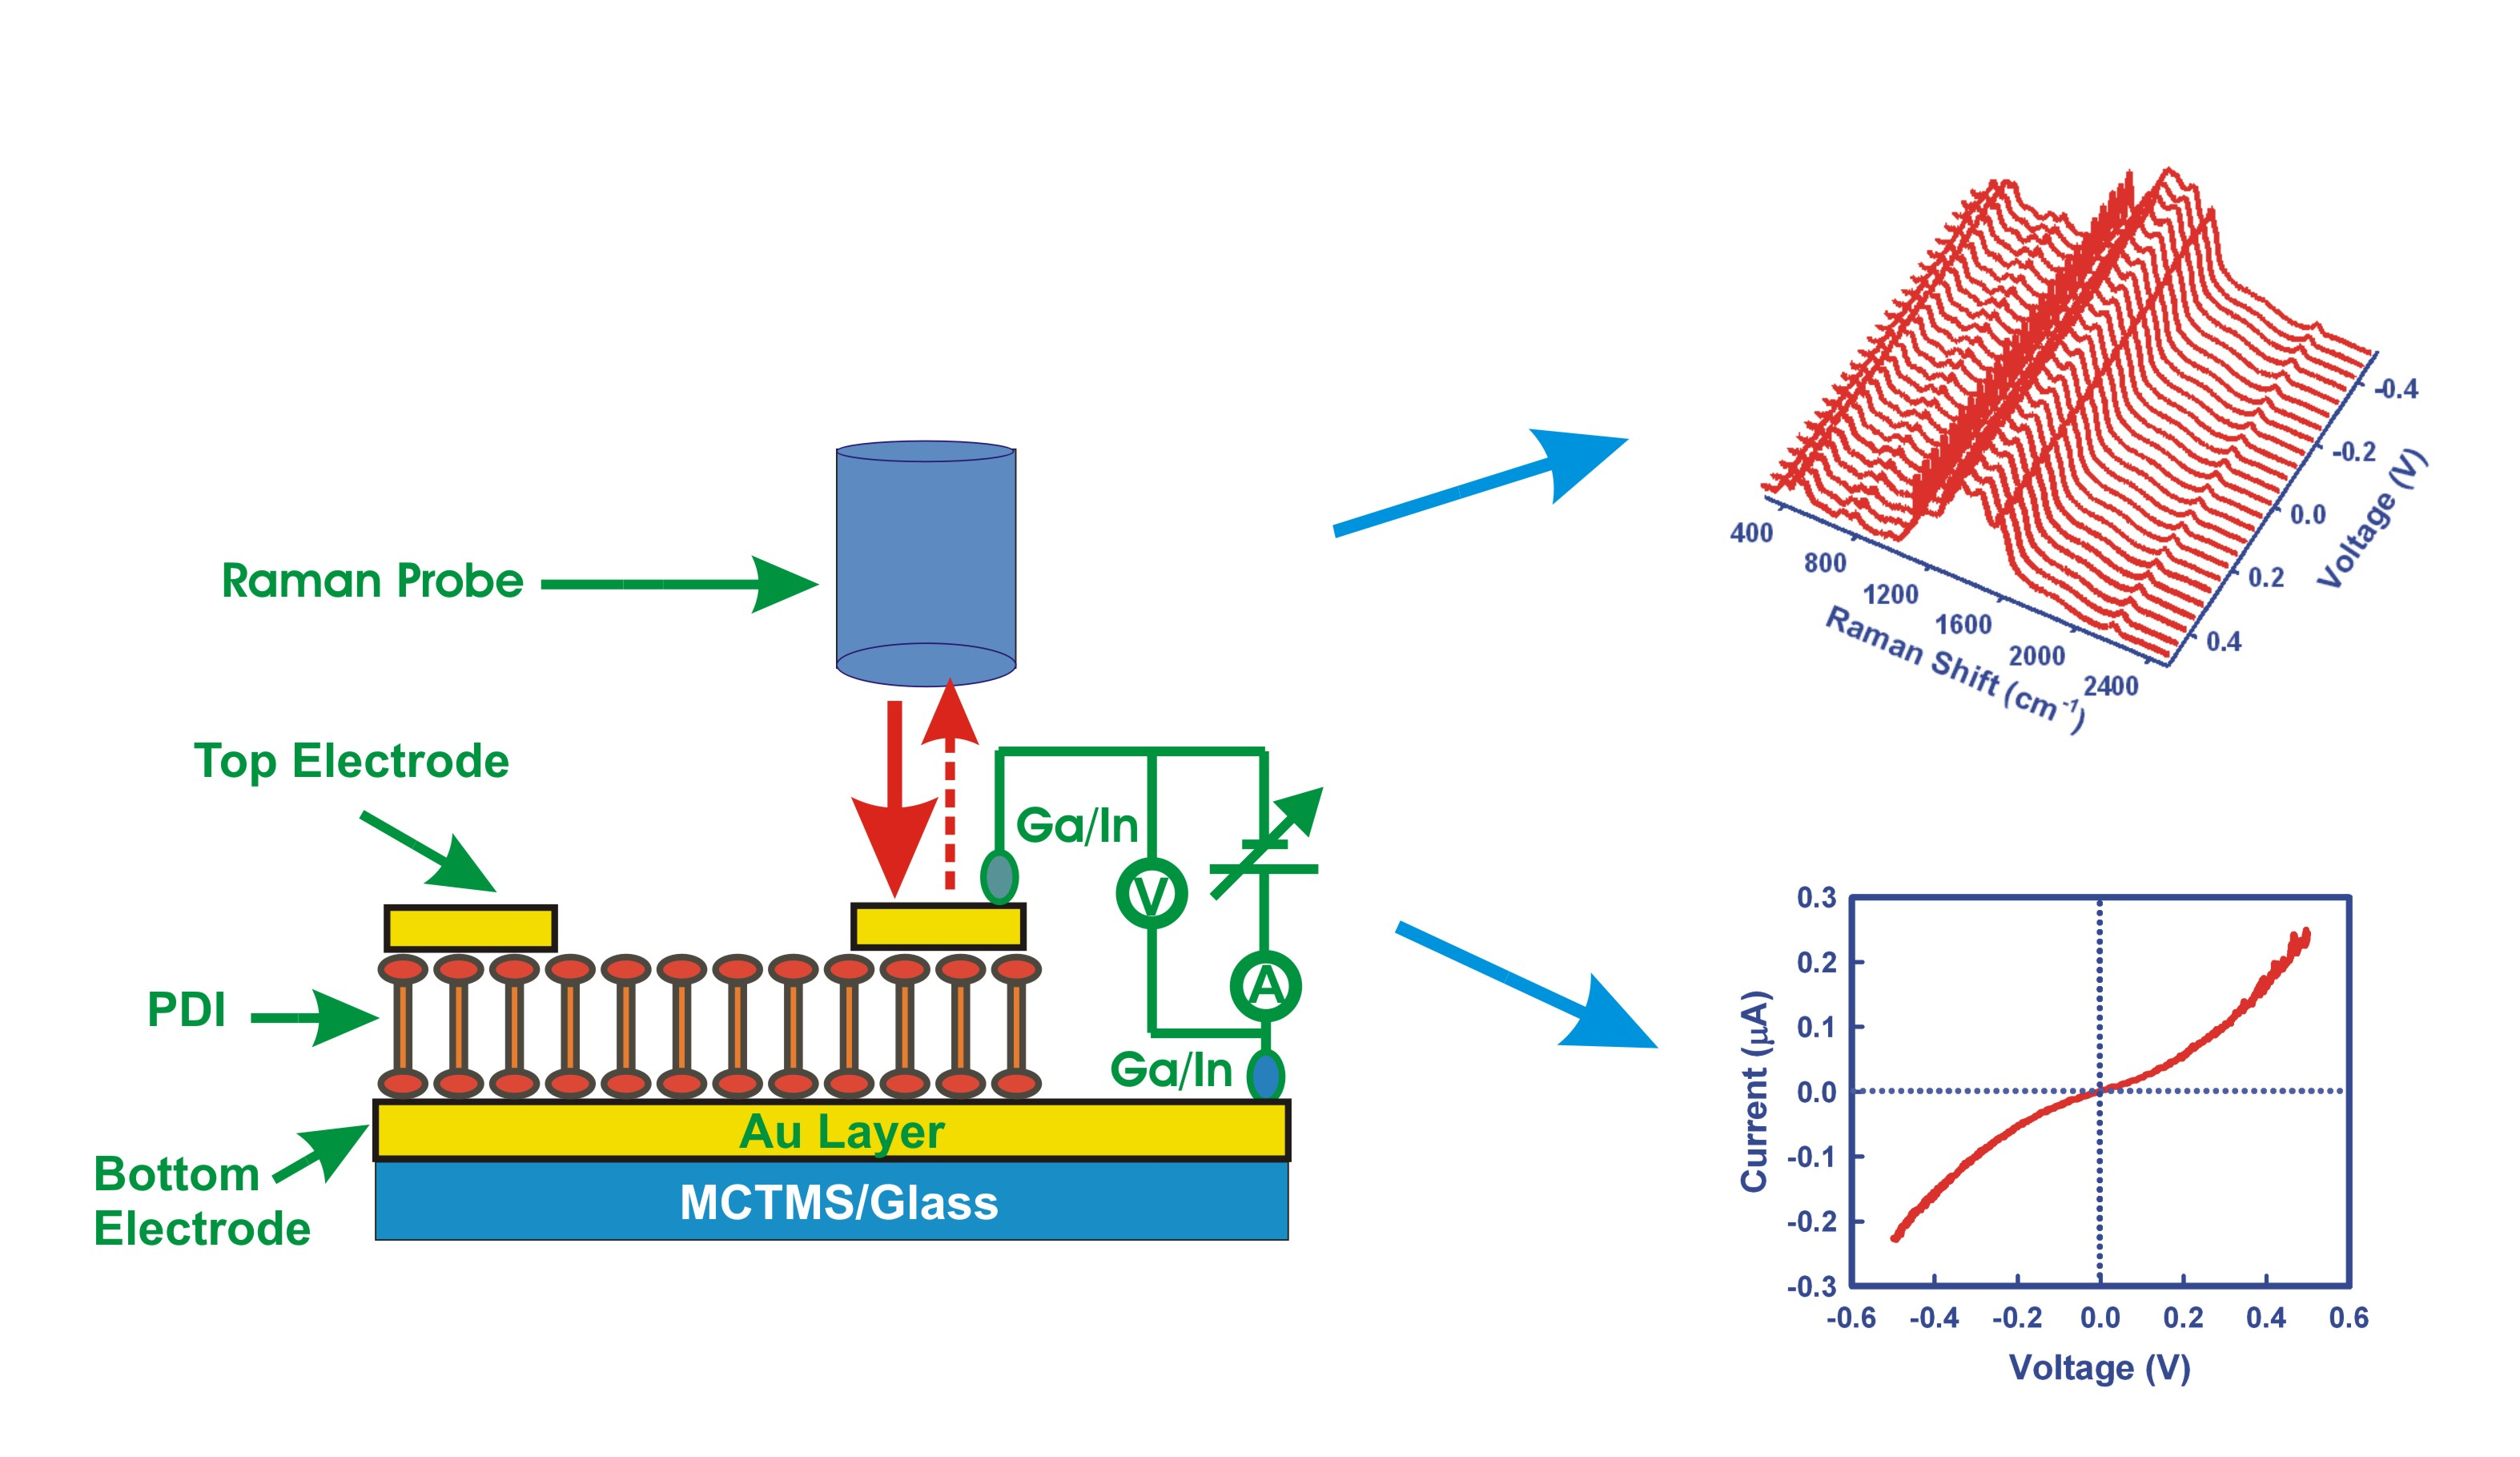 Raman Probe
Top Electrode
Ga/In
V
A
PDI
Ga/In
Au Layer
Bottom
Electrode
MCTMS/Glass
-0.4
-0.2
0.0
0.2
0.4
Voltage (V)
400
800
1200
1600
2000
2400
Raman Shift (cm-1)
0.3
0.2
0.1
0.0
-0.1
-0.2
-0.3
Current (μA)
-0.6 -0.4 -0.2 0.0 0.2 0.4 0.6
Voltage (V)